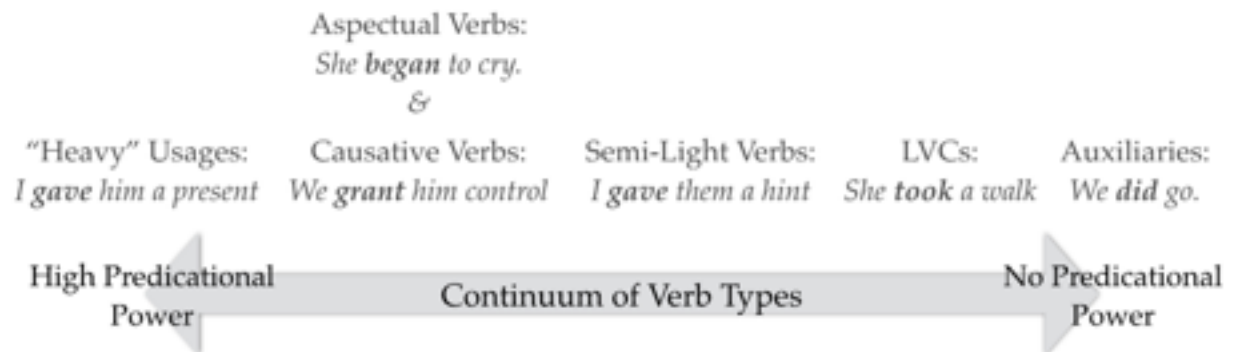 Aspectual Verbs:
She began to cry.
&
"Heavy" Usages: Causative Verbs: Semi-Light Verbs: LVCs: Auxiliaries:
I gave him a present We grant him control I gave them a hint She took a walk We did go.
High Predicational Power
Continuum of Verb Types
No Predicational Power